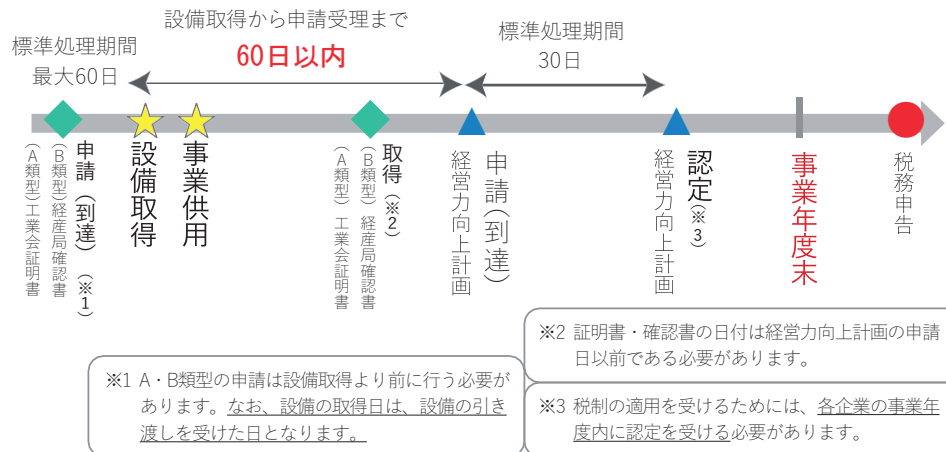 設備取得から申請受理まで
60日以内
標準処理期間
最大60日
標準処理期間
30日
申請(到達)(※1)
(B類型)経産局確認書
(A類型)工業会証明書
設備取得
事業供用
取得(※2)
(B類型) 経産局確認書
(A類型) 工業会証明書
申請(到達)
経営力向上計画
認定(※3)
経営力向上計画
事業年度末
税務申告
※1 A・B類型の申請は設備取得より前に行う必要が
あります。なお、設備の取得日は、設備の引き
渡しを受けた日となります。
※2 証明書・確認書の日付は経営力向上計画の申請
日以前である必要があります。
※3 税制の適用を受けるためには、各企業の事業年
度内に認定を受ける必要があります。